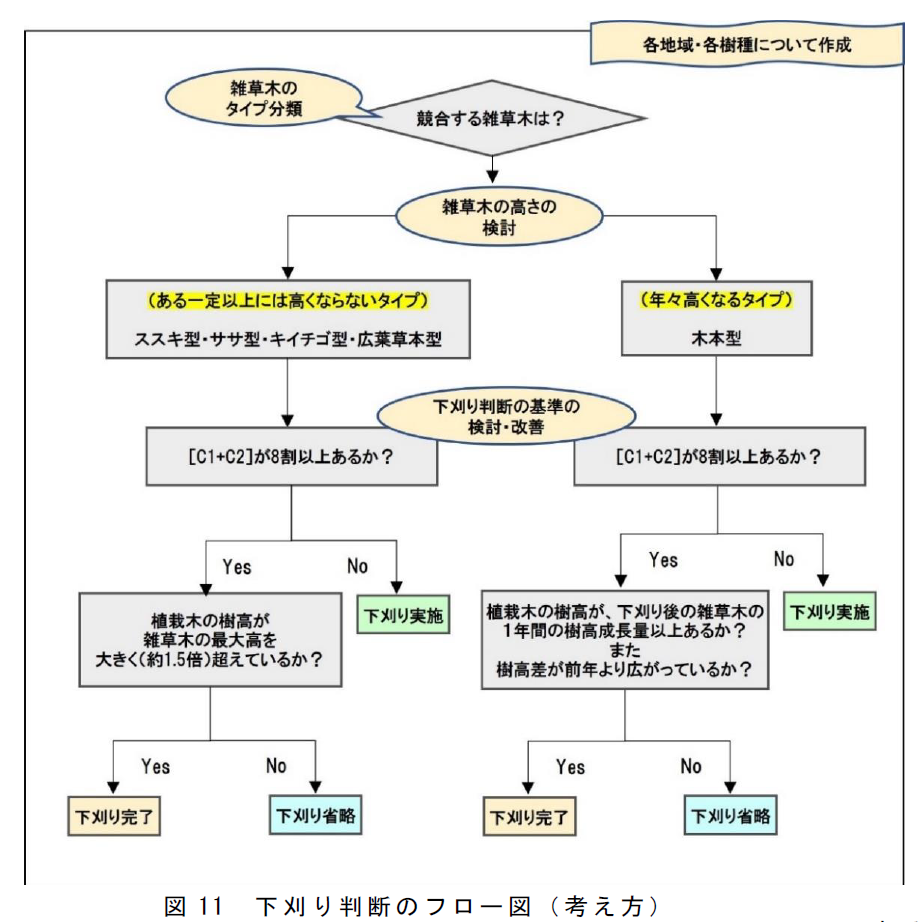 各地域・各樹種について作成
雑草木の
タイプ分類
競合する雑草木は？
雑草木の高さの
検討
（ある一定以上には高くならないタイプ）
ススキ型・ササ型・キイチゴ型・広葉草本型
（年々高くなるタイプ）
木本型
下刈り判断の基準の
検討・改善
[C1+C2]が8割以上あるか？
[C1+C2]が8割以上あるか？
Yes
No
Yes
No
植栽木の樹高が
雑草木の最大高を
大きく（約1.5倍）超えているか？
下刈り実施
植栽木の樹高が、下刈り後の雑草木の
1年間の樹高成長量以上あるか？
また
樹高差が前年より広がっているか？
下刈り実施
Yes
No
Yes
No
下刈り完了
下刈り省略
下刈り完了
下刈り省略
図 11 下刈り判断のフロー図（考え方）